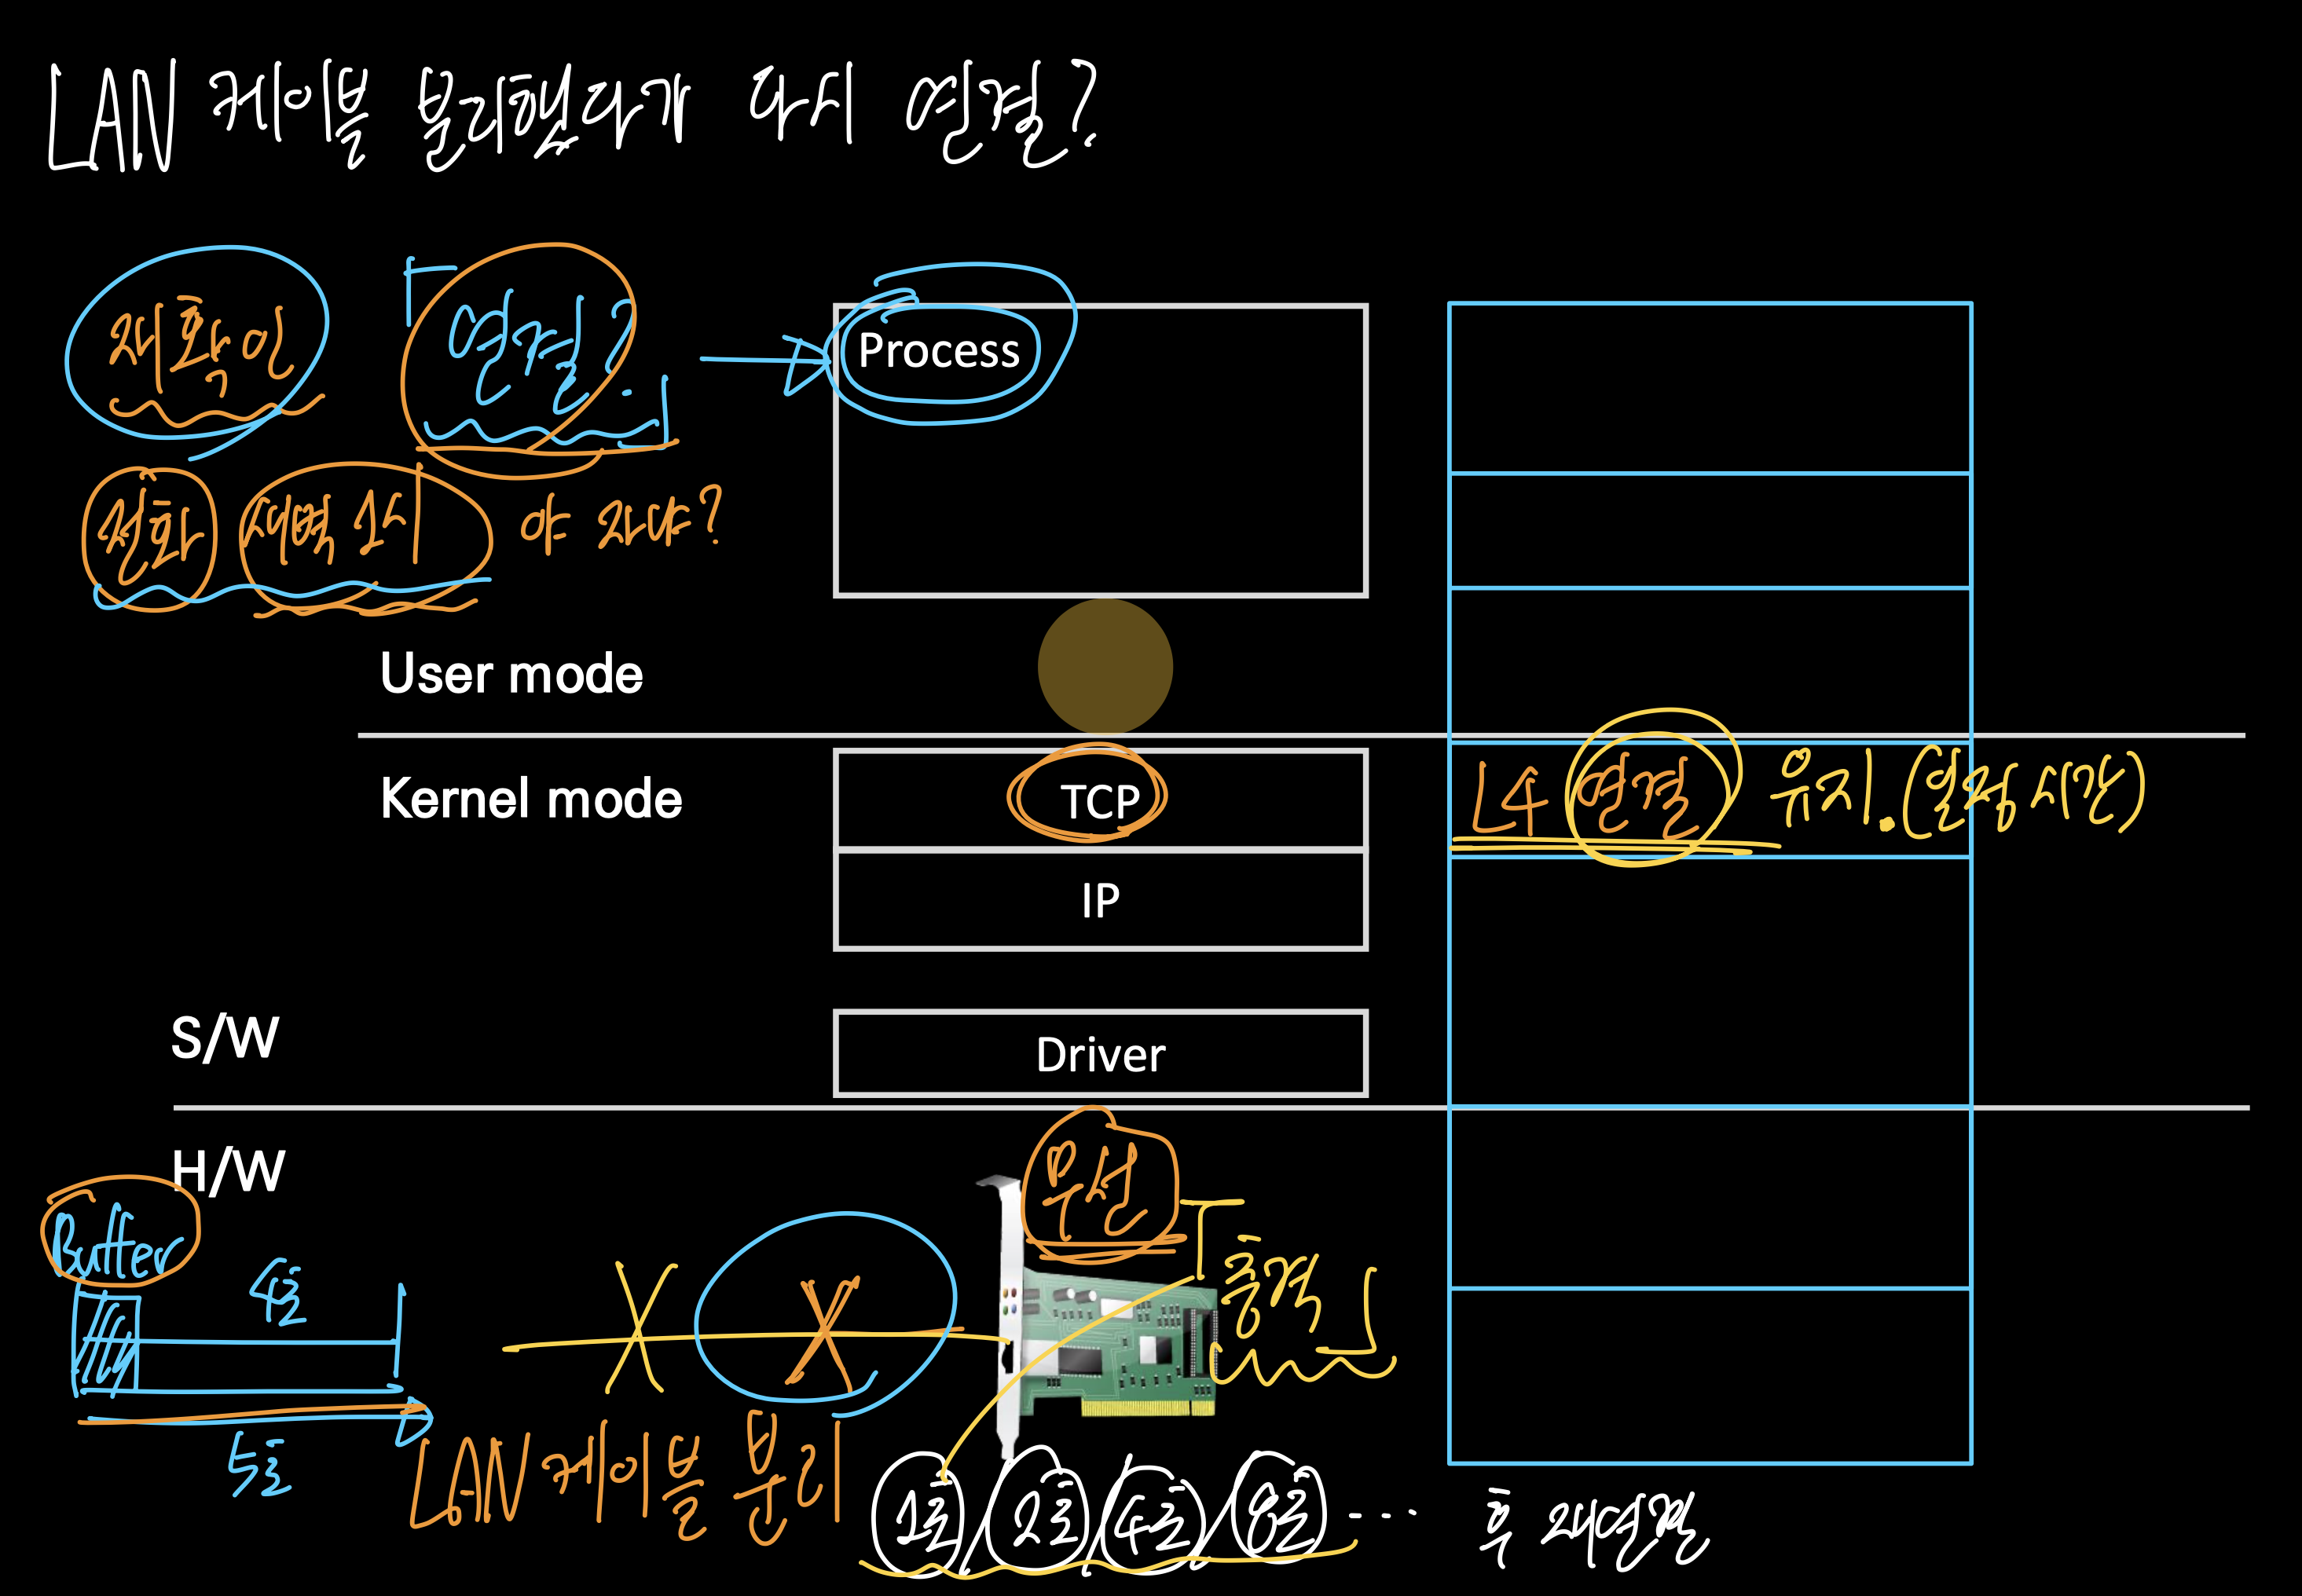 LAN 케이블 분리했다가 다시 연결?
재확인 연결?
Process
전화 새벽 1시 야 자냐?
User mode
Kernel mode
TCP
L4 연결 유지. (일정시간)
IP
S/W
Driver
H/W
무선
Buffer
4초
충격
5초
LAN 케이블 분리
1초/2초/4초/8초... 후 재연결